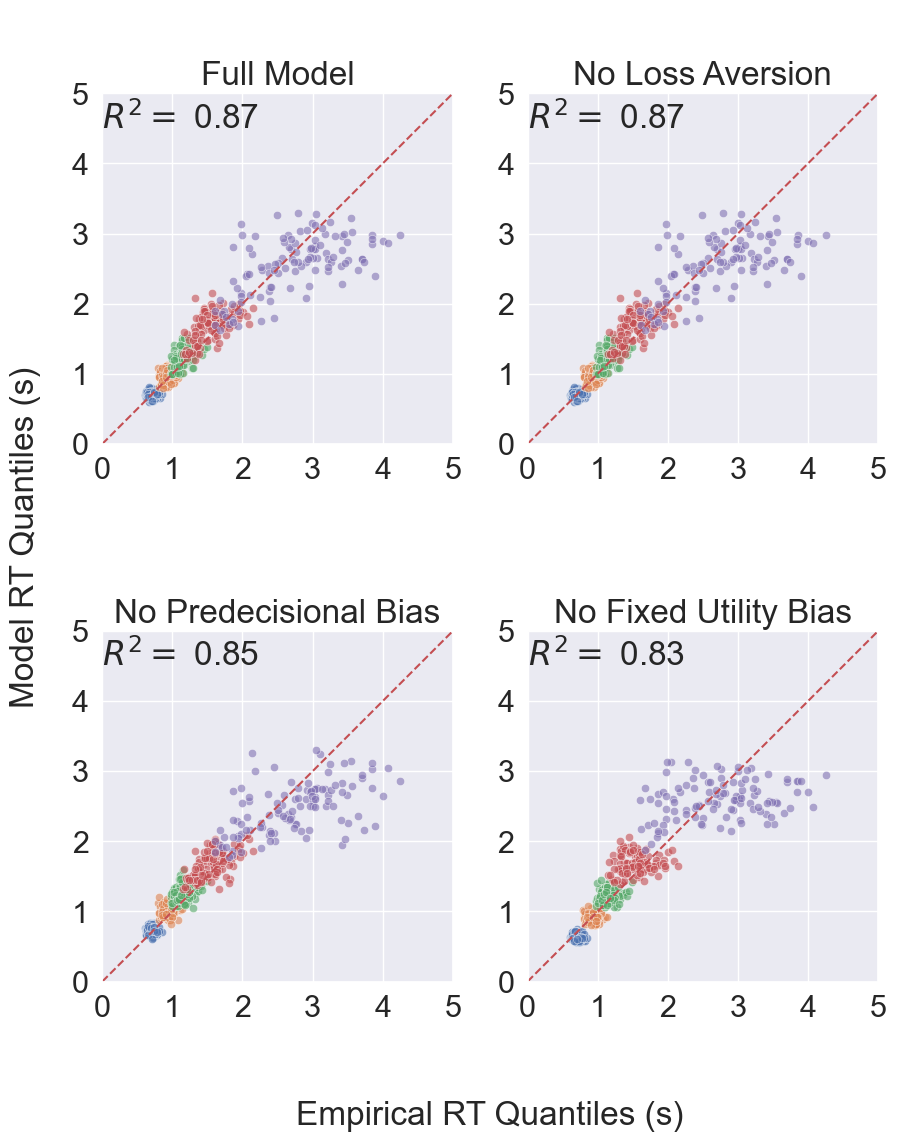 Full Model
No Loss Aversion
5
R² = 0.87
4
3
2
1
0
0 1 2 3 4 5
5
R² = 0.87
4
3
2
1
0
0 1 2 3 4 5
Model RT Quantiles (s)
No Predecisional Bias
No Fixed Utility Bias
5
R² = 0.85
4
3
2
1
0
0 1 2 3 4 5
5
R² = 0.83
4
3
2
1
0
0 1 2 3 4 5
Empirical RT Quantiles (s)